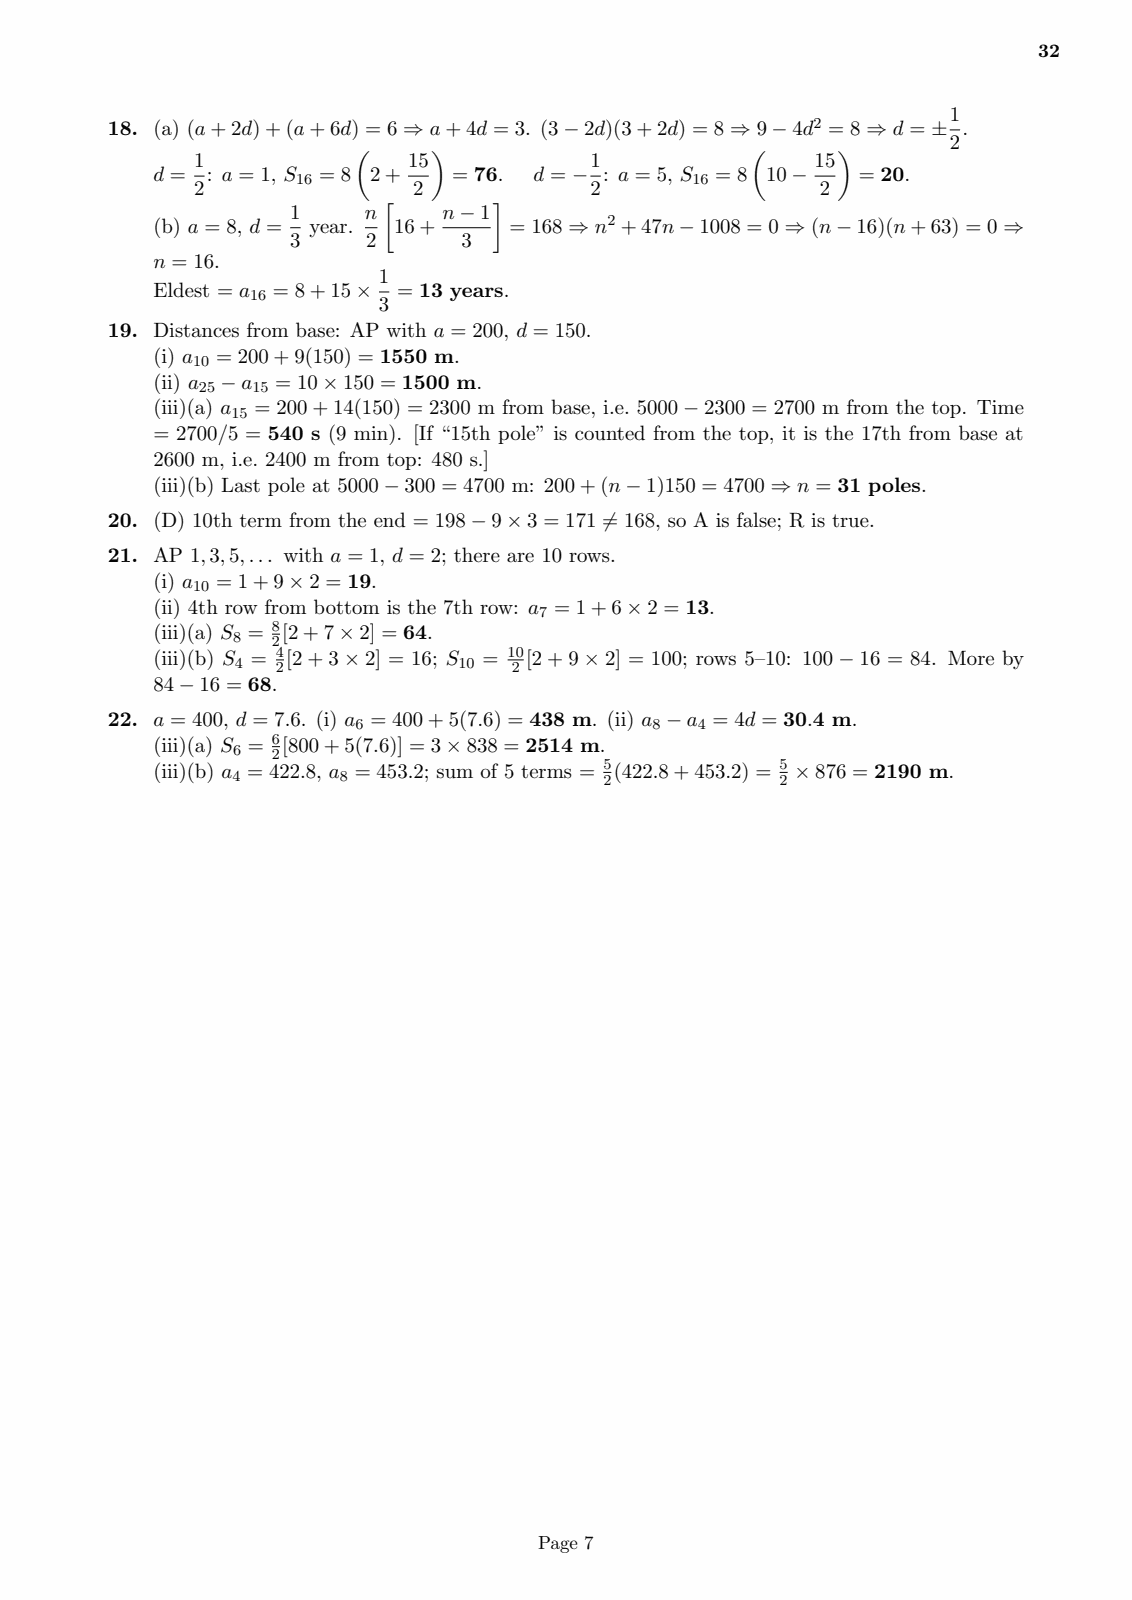 32
18. (a) (a + 2d) + (a + 6d) = 6 ⇒ a + 4d = 3. (3 − 2d)(3 + 2d) = 8 ⇒ 9 − 4d² = 8 ⇒ d = ±1/2.
d = 1/2: a = 1, S₁₆ = 8(2 + 15/2) = 76. d = −1/2: a = 5, S₁₆ = 8(10 − 15/2) = 20.
(b) a = 8, d = 1/3 year. n/2[16 + (n − 1)/3] = 168 ⇒ n² + 47n − 1008 = 0 ⇒ (n − 16)(n + 63) = 0 ⇒
n = 16.
Eldest = a₁₆ = 8 + 15 × 1/3 = 13 years.
19. Distances from base: AP with a = 200, d = 150.
(i) a₁₀ = 200 + 9(150) = 1550 m.
(ii) a₂₅ − a₁₅ = 10 × 150 = 1500 m.
(iii)(a) a₁₅ = 200 + 14(150) = 2300 m from base, i.e. 5000 − 2300 = 2700 m from the top. Time
= 2700/5 = 540 s (9 min). [If “15th pole” is counted from the top, it is the 17th from base at
2600 m, i.e. 2400 m from top: 480 s.]
(iii)(b) Last pole at 5000 − 300 = 4700 m: 200 + (n − 1)150 = 4700 ⇒ n = 31 poles.
20. (D) 10th term from the end = 198 − 9 × 3 = 171 ≠ 168, so A is false; R is true.
21. AP 1, 3, 5, . . . with a = 1, d = 2; there are 10 rows.
(i) a₁₀ = 1 + 9 × 2 = 19.
(ii) 4th row from bottom is the 7th row: a₇ = 1 + 6 × 2 = 13.
(iii)(a) S₈ = 8/2[2 + 7 × 2] = 64.
(iii)(b) S₄ = 4/2[2 + 3 × 2] = 16; S₁₀ = 10/2[2 + 9 × 2] = 100; rows 5–10: 100 − 16 = 84. More by
84 − 16 = 68.
22. a = 400, d = 7.6. (i) a₆ = 400 + 5(7.6) = 438 m. (ii) a₈ − a₄ = 4d = 30.4 m.
(iii)(a) S₆ = 6/2[800 + 5(7.6)] = 3 × 838 = 2514 m.
(iii)(b) a₄ = 422.8, a₈ = 453.2; sum of 5 terms = 5/2(422.8 + 453.2) = 5/2 × 876 = 2190 m.
Page 7